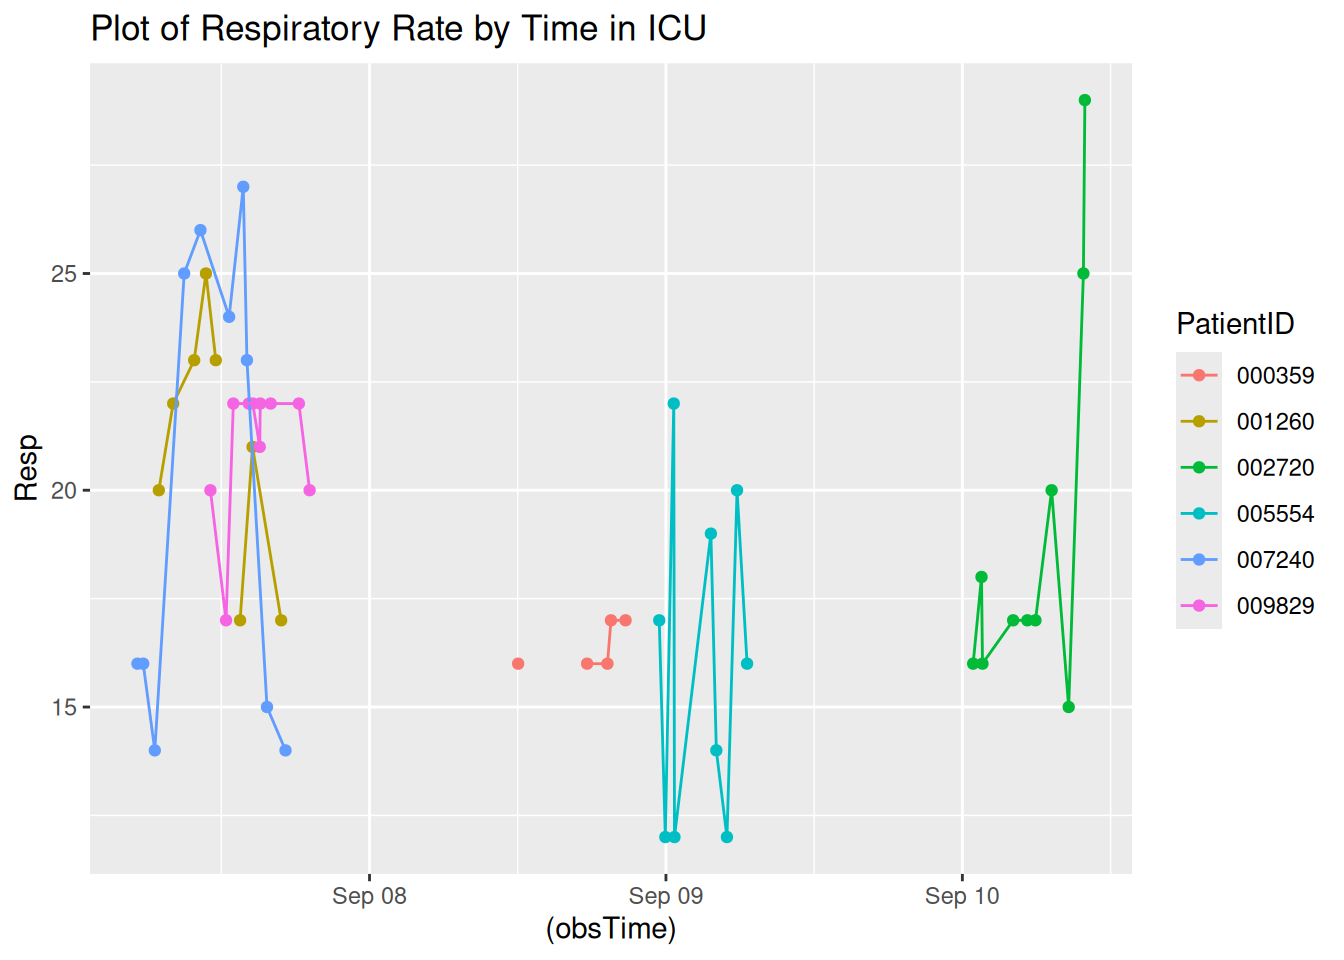 Plot of Respiratory Rate by Time in ICU
Resp
25
20
15
Sep 08 Sep 09 Sep 10
(obsTime)
PatientID
000359
001260
002720
005554
007240
009829